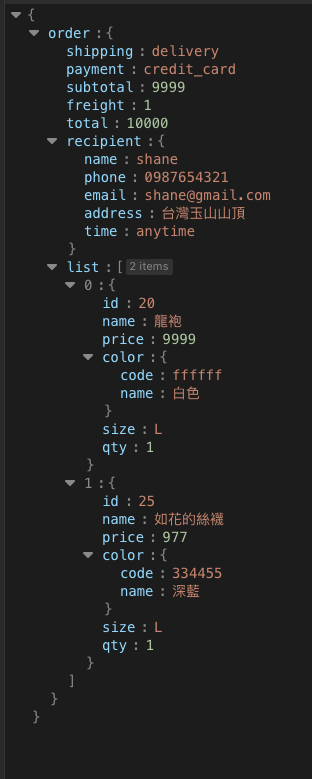 {
order:{
shipping:delivery
payment:credit_card
subtotal:9999
freight:1
total:10000
recipient:{
name:shane
phone:0987654321
email:shane@gmail.com
address:台灣玉山山頂
time:anytime
}
list:[ 2 items
0:{
id:20
name:龍袍
price:9999
color:{
code:ffffff
name:白色
}
size:L
qty:1
}
1:{
id:25
name:如花的絲襪
price:977
color:{
code:334455
name:深藍
}
size:L
qty:1
}
]
}
}